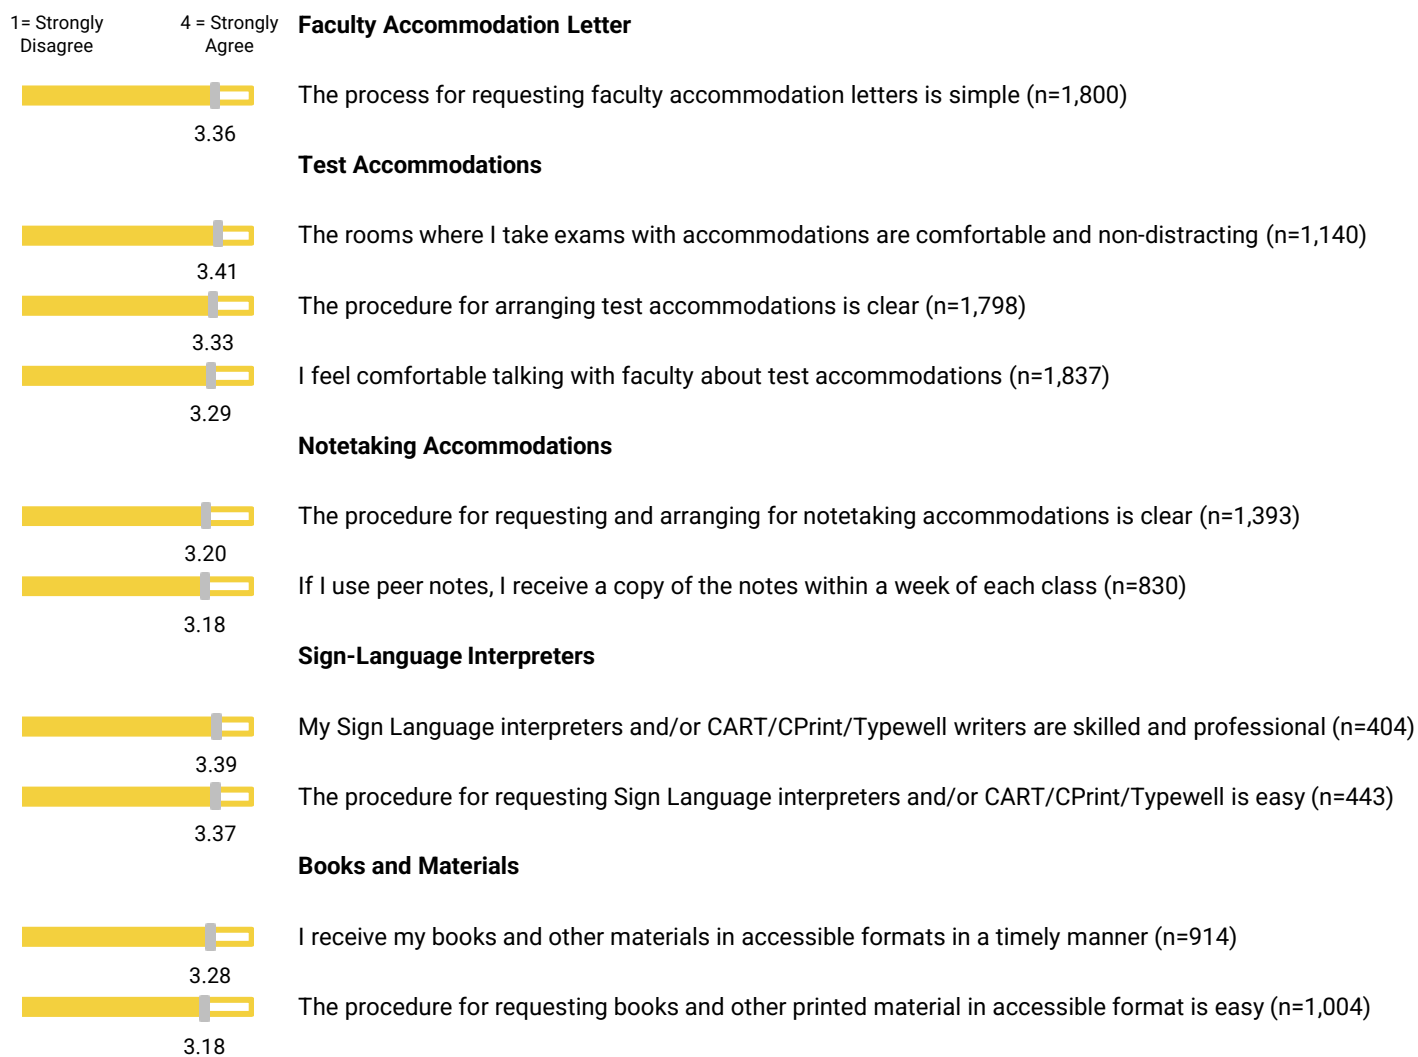 1= Strongly
Disagree
4 = Strongly
Agree
Faculty Accommodation Letter
The process for requesting faculty accommodation letters is simple (n=1,800)
3.36
Test Accommodations
The rooms where I take exams with accommodations are comfortable and non-distracting (n=1,140)
3.41
The procedure for arranging test accommodations is clear (n=1,798)
3.33
I feel comfortable talking with faculty about test accommodations (n=1,837)
3.29
Notetaking Accommodations
The procedure for requesting and arranging for notetaking accommodations is clear (n=1,393)
3.20
If I use peer notes, I receive a copy of the notes within a week of each class (n=830)
3.18
Sign-Language Interpreters
My Sign Language interpreters and/or CART/CPrint/Typewell writers are skilled and professional (n=404)
3.39
The procedure for requesting Sign Language interpreters and/or CART/CPrint/Typewell is easy (n=443)
3.37
Books and Materials
I receive my books and other materials in accessible formats in a timely manner (n=914)
3.28
The procedure for requesting books and other printed material in accessible format is easy (n=1,004)
3.18